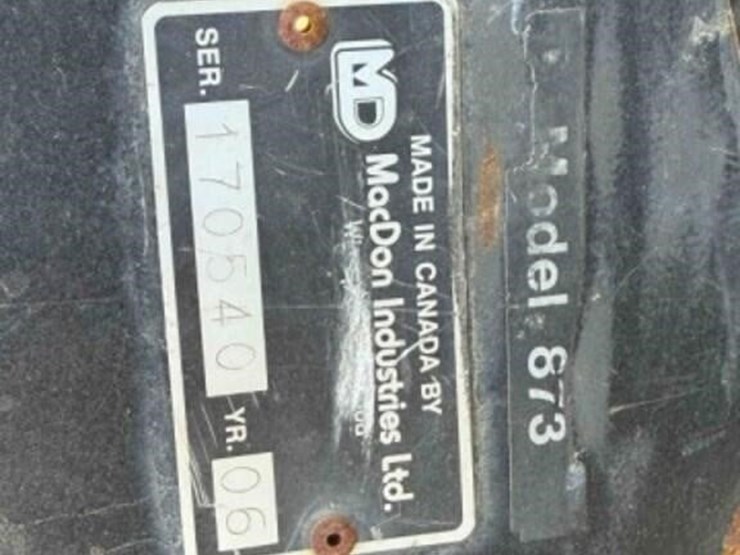 Model 873
MD
MADE IN CANADA BY
MacDon Industries Ltd.
SER. 170540 YR. 06